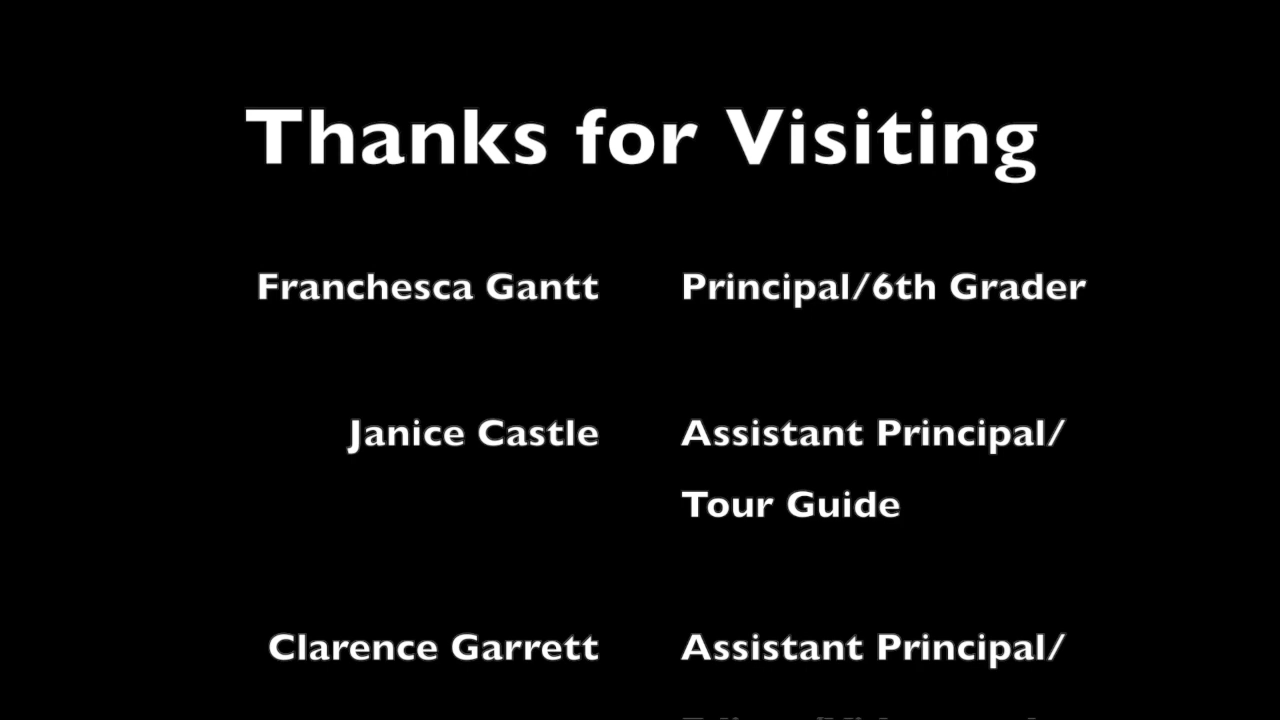 Thanks for Visiting
Franchesca Gantt Principal/6th Grader
Janice Castle Assistant Principal/
Tour Guide
Clarence Garrett Assistant Principal/